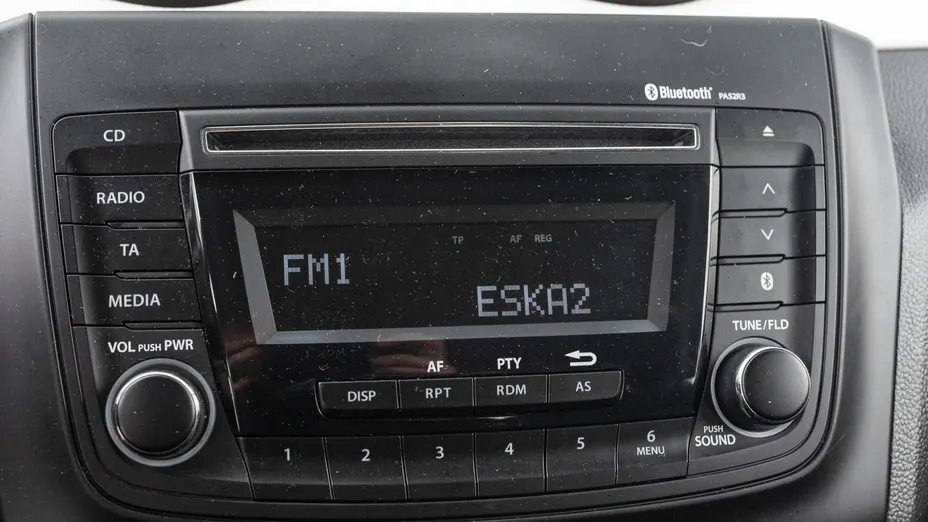 Bluetooth PA52R3
CD
RADIO
TA
MEDIA
VOL PUSH PWR
TP AF REG
FM1
ESKA2
AF PTY
DISP RPT RDM AS
1 2 3 4 5 6
MENU
TUNE/FLD
PUSH
SOUND